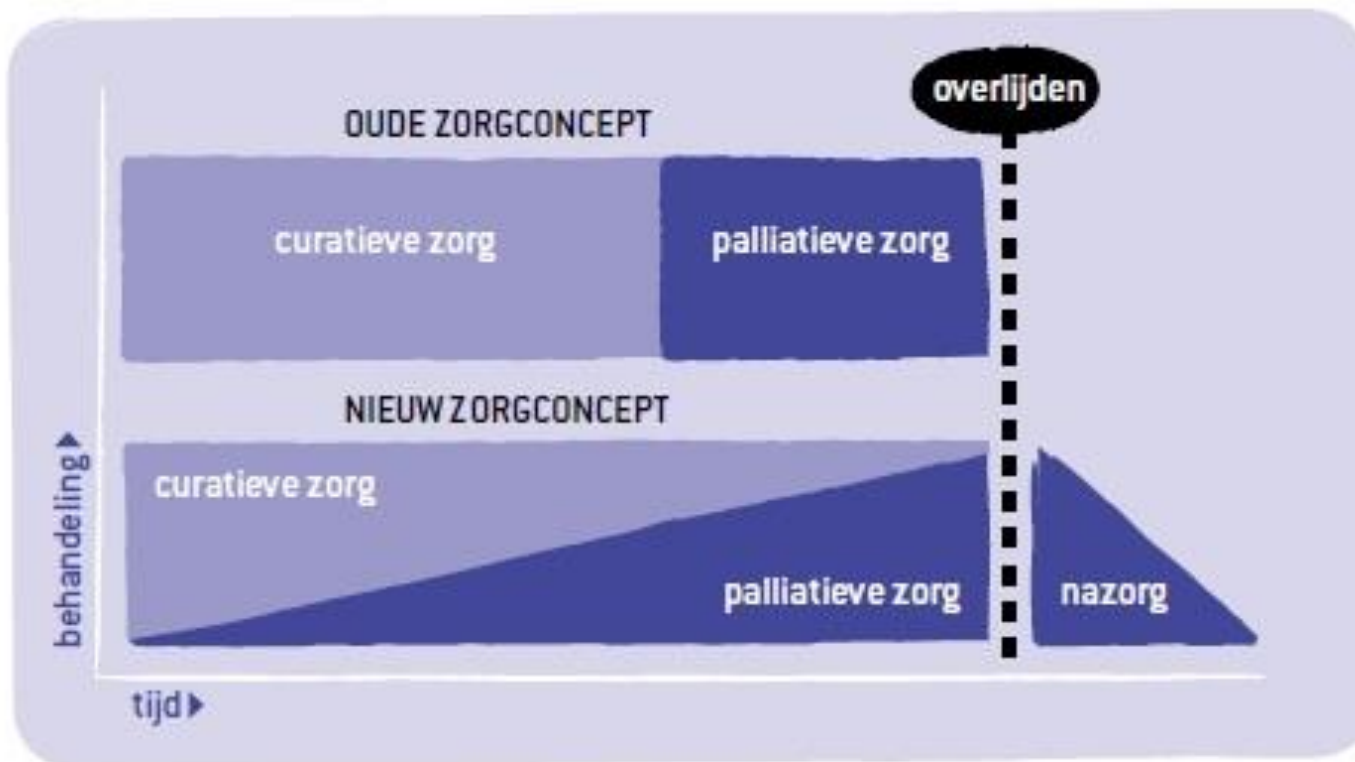 overlijden
OUDE ZORGCONCEPT
curatieve zorg
palliatieve zorg
NIEUW ZORGCONCEPT
curatieve zorg
palliatieve zorg
nazorg
behandeling
tijd